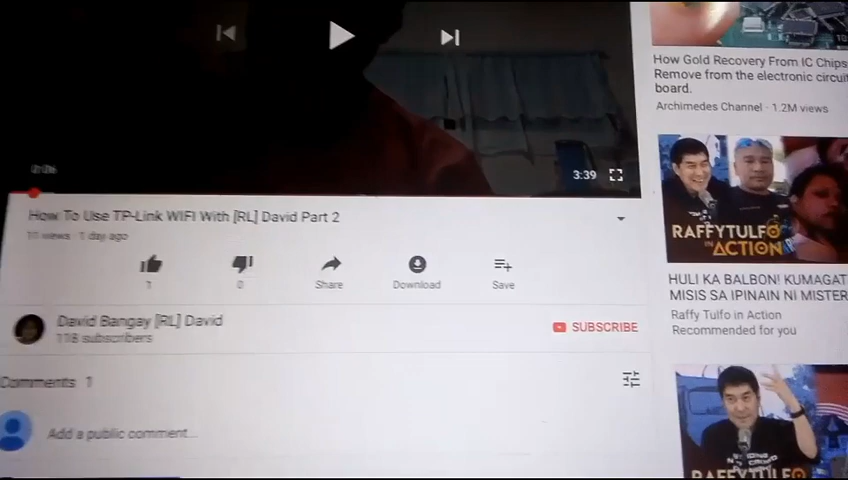 0:06
3:39
How To Use TP-Link WIFI With [RL] David Part 2
11 views · 1 day ago
1
0
Share
Download
Save
David Bangay [RL] David
118 subscribers
SUBSCRIBE
Comments 1
Add a public comment...
How Gold Recovery From IC Chips
Remove from the electronic circuit
board.
Archimedes Channel · 1.2M views
RAFFYTULFO
IN ACTION
HULI KA BALBON! KUMAGAT
MISIS SA IPINAIN NI MISTER
Raffy Tulfo in Action
Recommended for you
RAFFYTULFO